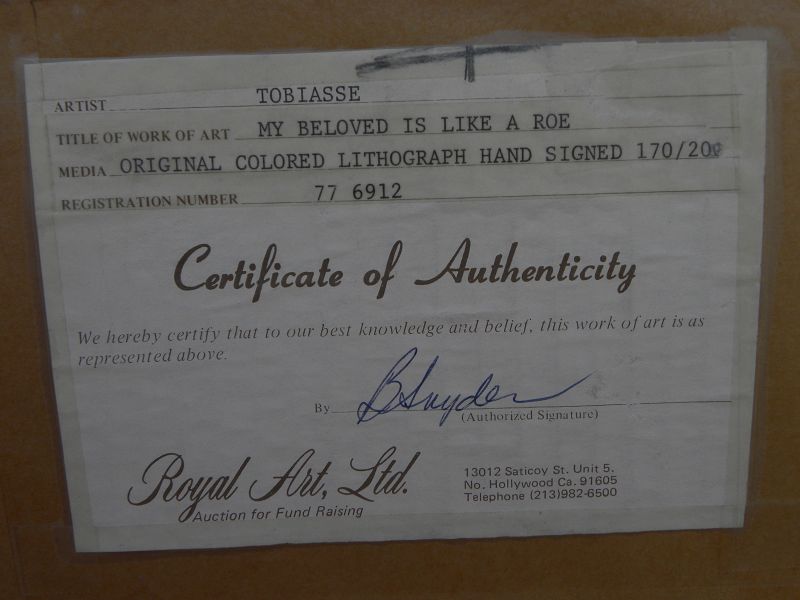 ARTIST TOBIASSE
TITLE OF WORK OF ART MY BELOVED IS LIKE A ROE
MEDIA ORIGINAL COLORED LITHOGRAPH HAND SIGNED 170/200
REGISTRATION NUMBER 77 6912
Certificate of Authenticity
We hereby certify that to our best knowledge and belief, this work of art is as
represented above.
By BSnyder
(Authorized Signature)
Royal Art, Ltd.
Auction for Fund Raising
13012 Saticoy St. Unit 5,
No. Hollywood Ca. 91605
Telephone (213)982-6500